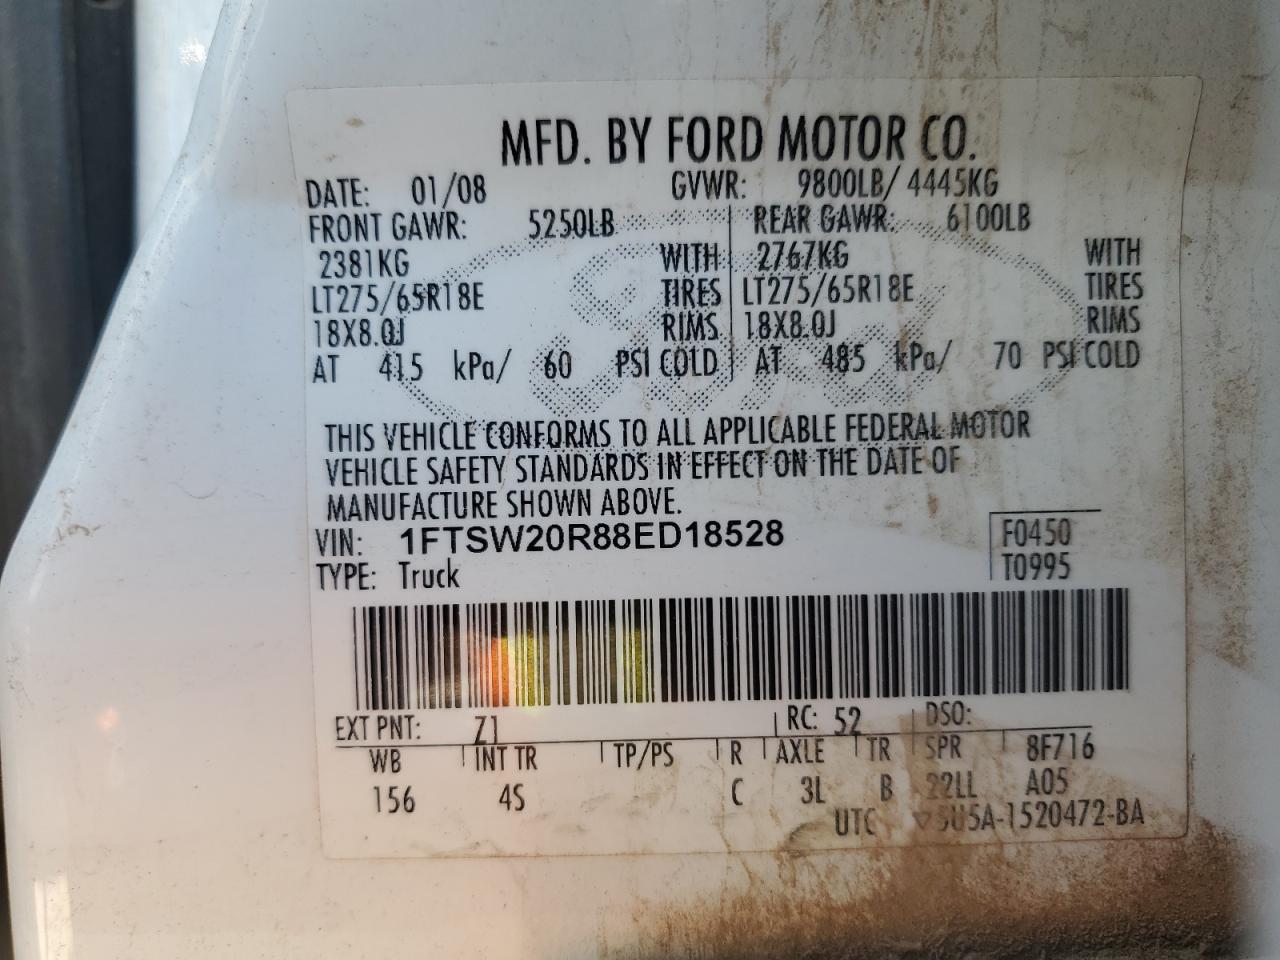 MFD. BY FORD MOTOR CO.
DATE: 01/08 GVWR: 9800LB/ 4445KG
FRONT GAWR: 5250LB REAR GAWR: 6100LB
2381KG WITH 2767KG WITH
LT275/65R18E TIRES LT275/65R18E TIRES
18X8.0J RIMS 18X8.0J RIMS
AT 415 kPa/ 60 PSI COLD AT 485 kPa/ 70 PSI COLD
THIS VEHICLE CONFORMS TO ALL APPLICABLE FEDERAL MOTOR
VEHICLE SAFETY STANDARDS IN EFFECT ON THE DATE OF
MANUFACTURE SHOWN ABOVE.
VIN: 1FTSW20R88ED18528 F0450
TYPE: Truck T0995
EXT PNT: Z1 RC: 52 DSO:
WB INT TR TP/PS R AXLE TR SPR 8F716
156 4S C 3L B 22LL A05
UTC ▽5U5A-1520472-BA